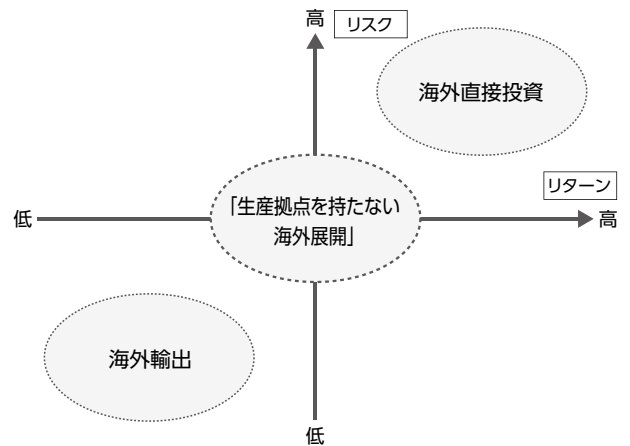 高
リスク
海外直接投資
リターン
「生産拠点を持たない
海外展開」
低
高
海外輸出
低